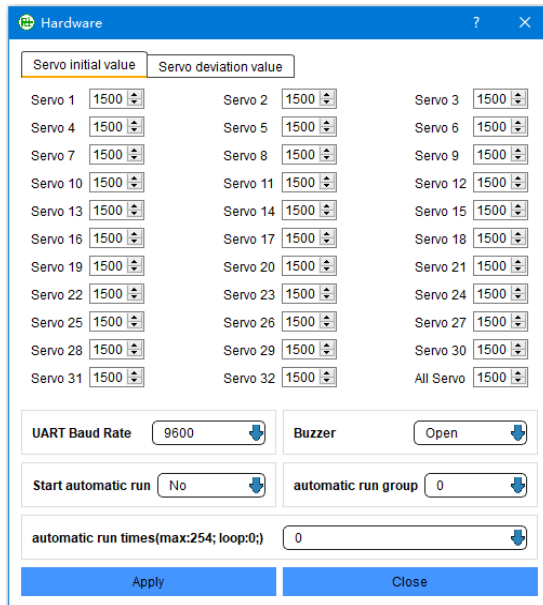 Hardware ? ×
Servo initial value Servo deviation value
Servo 1 1500 Servo 2 1500 Servo 3 1500
Servo 4 1500 Servo 5 1500 Servo 6 1500
Servo 7 1500 Servo 8 1500 Servo 9 1500
Servo 10 1500 Servo 11 1500 Servo 12 1500
Servo 13 1500 Servo 14 1500 Servo 15 1500
Servo 16 1500 Servo 17 1500 Servo 18 1500
Servo 19 1500 Servo 20 1500 Servo 21 1500
Servo 22 1500 Servo 23 1500 Servo 24 1500
Servo 25 1500 Servo 26 1500 Servo 27 1500
Servo 28 1500 Servo 29 1500 Servo 30 1500
Servo 31 1500 Servo 32 1500 All Servo 1500
UART Baud Rate 9600 Buzzer Open
Start automatic run No automatic run group 0
automatic run times(max:254; loop:0;) 0
Apply Close